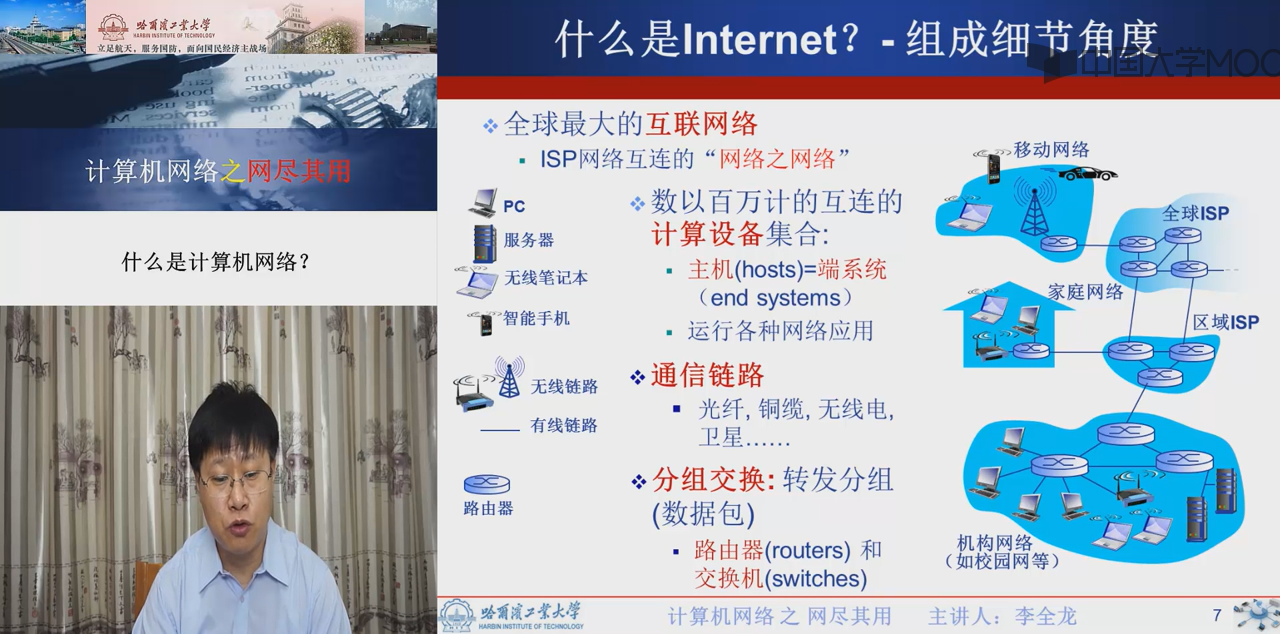 哈尔滨工业大学
HARBIN INSTITUTE OF TECHNOLOGY
立足航天，服务国防，面向国民经济主战场
计算机网络之网尽其用
什么是计算机网络？
什么是Internet？- 组成细节角度
中国大学MOC
全球最大的互联网络
ISP网络互连的“网络之网络”
PC
服务器
无线笔记本
智能手机
无线链路
有线链路
路由器
数以百万计的互连的
计算设备集合:
主机(hosts)=端系统
（end systems）
运行各种网络应用
通信链路
光纤, 铜缆, 无线电,
卫星……
分组交换: 转发分组
(数据包)
路由器(routers) 和
交换机(switches)
移动网络
全球ISP
家庭网络
区域ISP
机构网络
(如校园网等)
哈尔滨工业大学
HARBIN INSTITUTE OF TECHNOLOGY
计算机网络 之 网尽其用
主讲人：李全龙
7